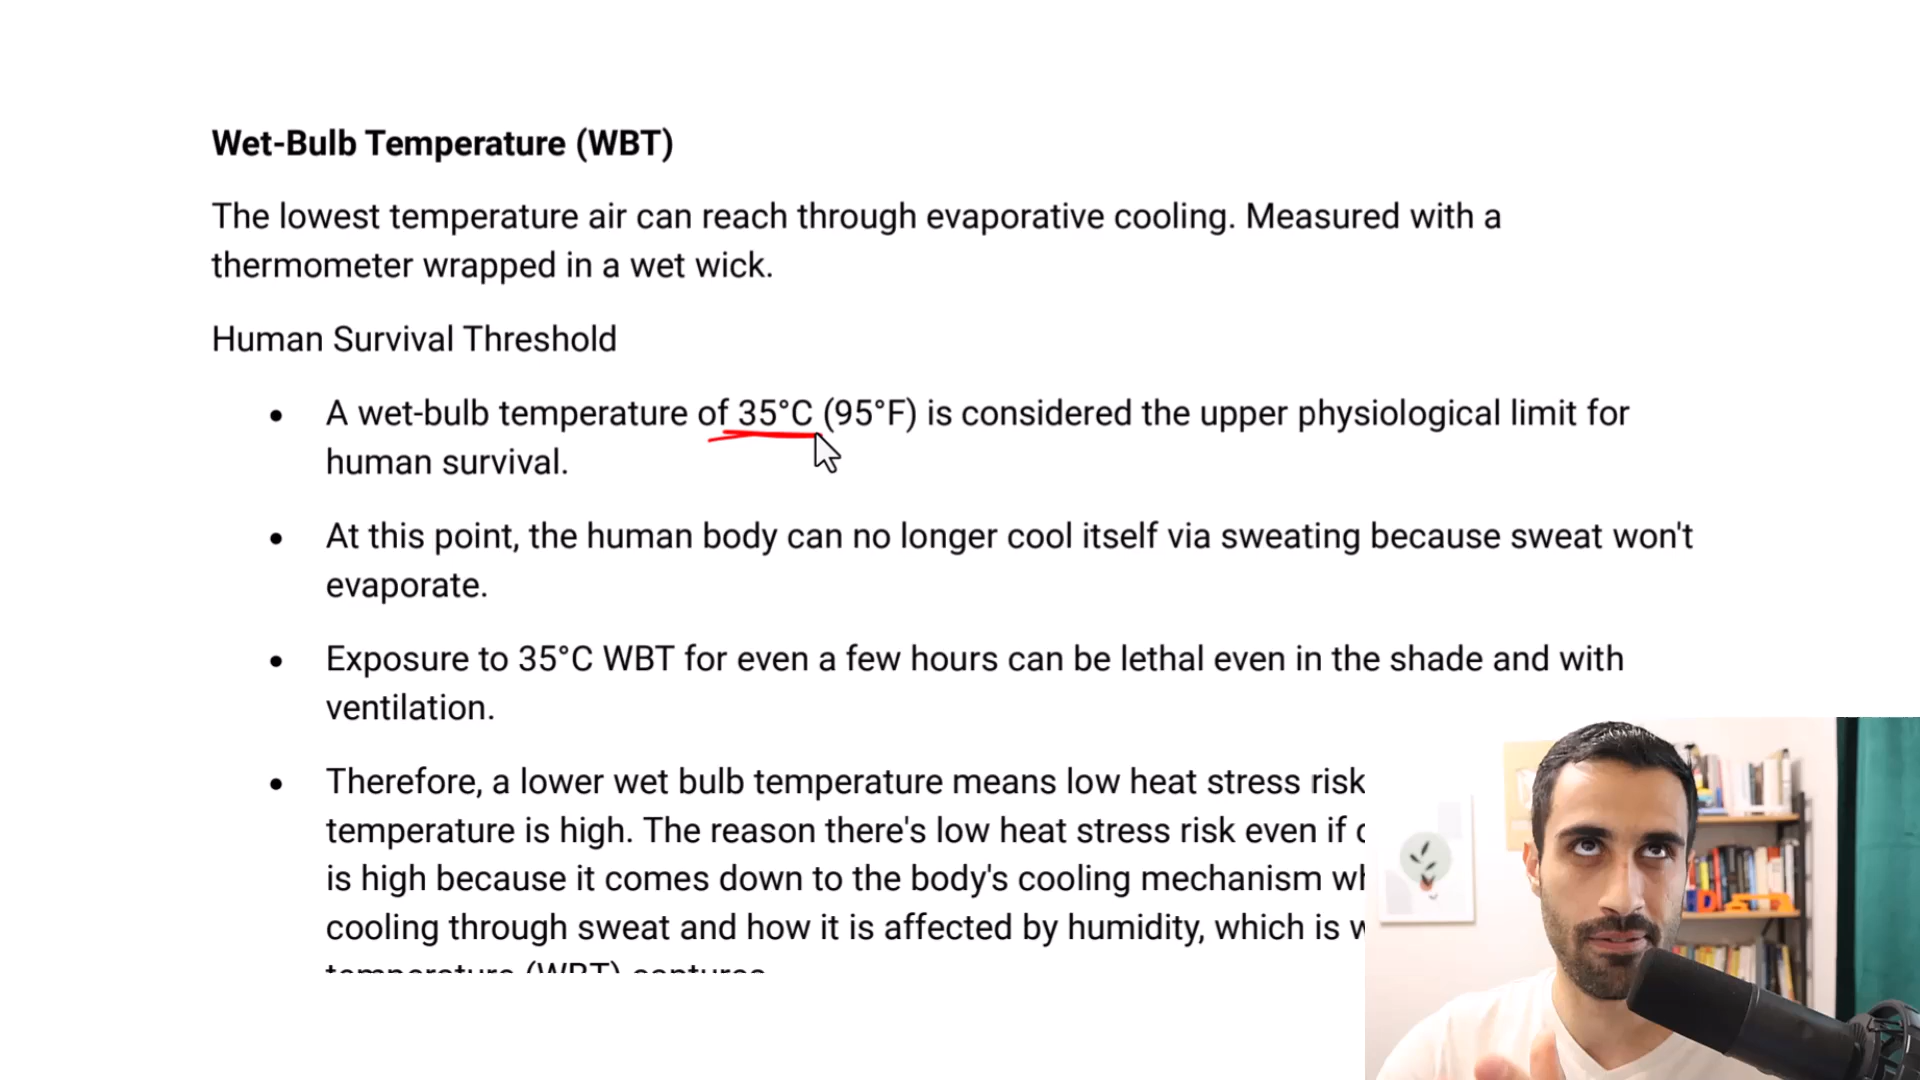 Wet-Bulb Temperature (WBT)
The lowest temperature air can reach through evaporative cooling. Measured with a
thermometer wrapped in a wet wick.
Human Survival Threshold
• A wet-bulb temperature of 35°C (95°F) is considered the upper physiological limit for
human survival.
• At this point, the human body can no longer cool itself via sweating because sweat won't
evaporate.
• Exposure to 35°C WBT for even a few hours can be lethal even in the shade and with
ventilation.
• Therefore, a lower wet bulb temperature means low heat stress risk
temperature is high. The reason there's low heat stress risk even if
is high because it comes down to the body's cooling mechanism
cooling through sweat and how it is affected by humidity, which is
temperature (WBT) captures